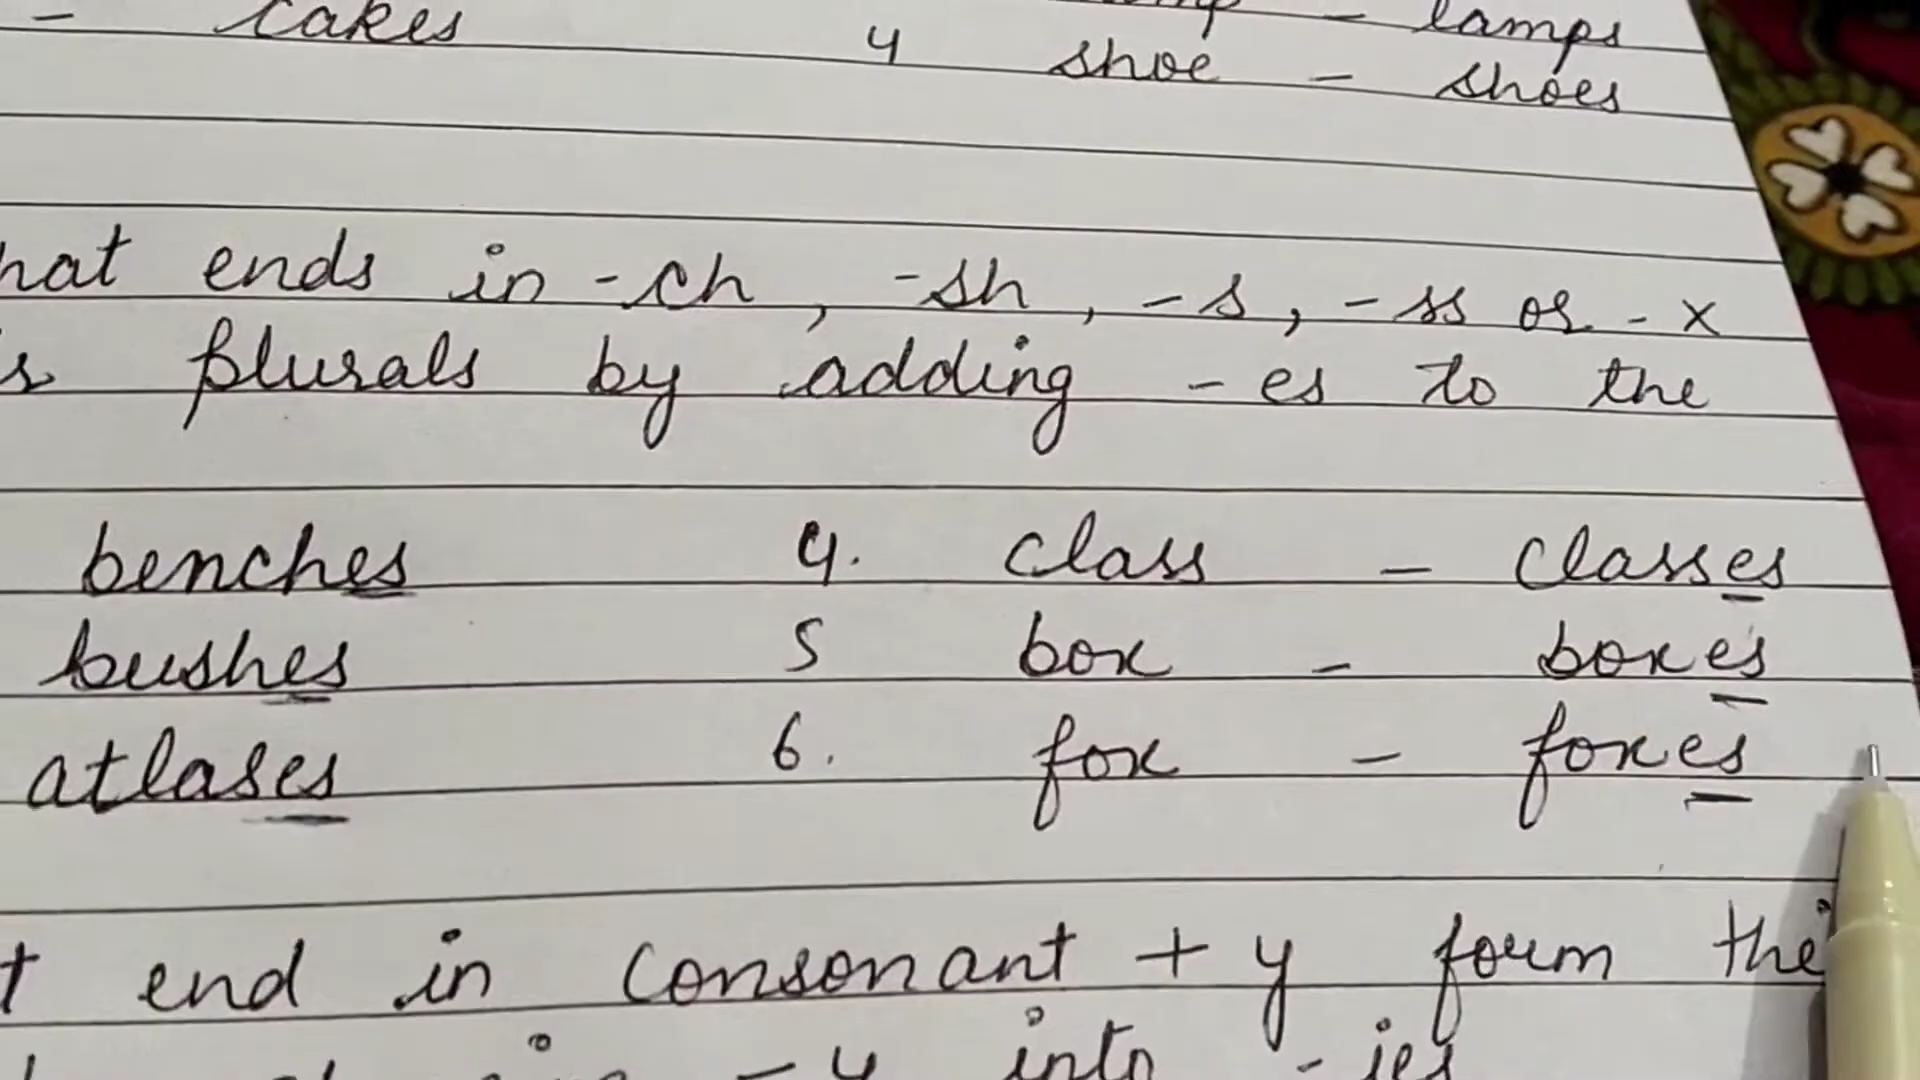 - cakes - lamps
4 shoe - shoes
hat ends in -ch, -sh, -s, -ss or -x
plurals by adding -es to the
benches 4. class - classes
bushes 5 box - boxes
atlases 6. fox - foxes
t end in consonant + y form the
-y into -ies